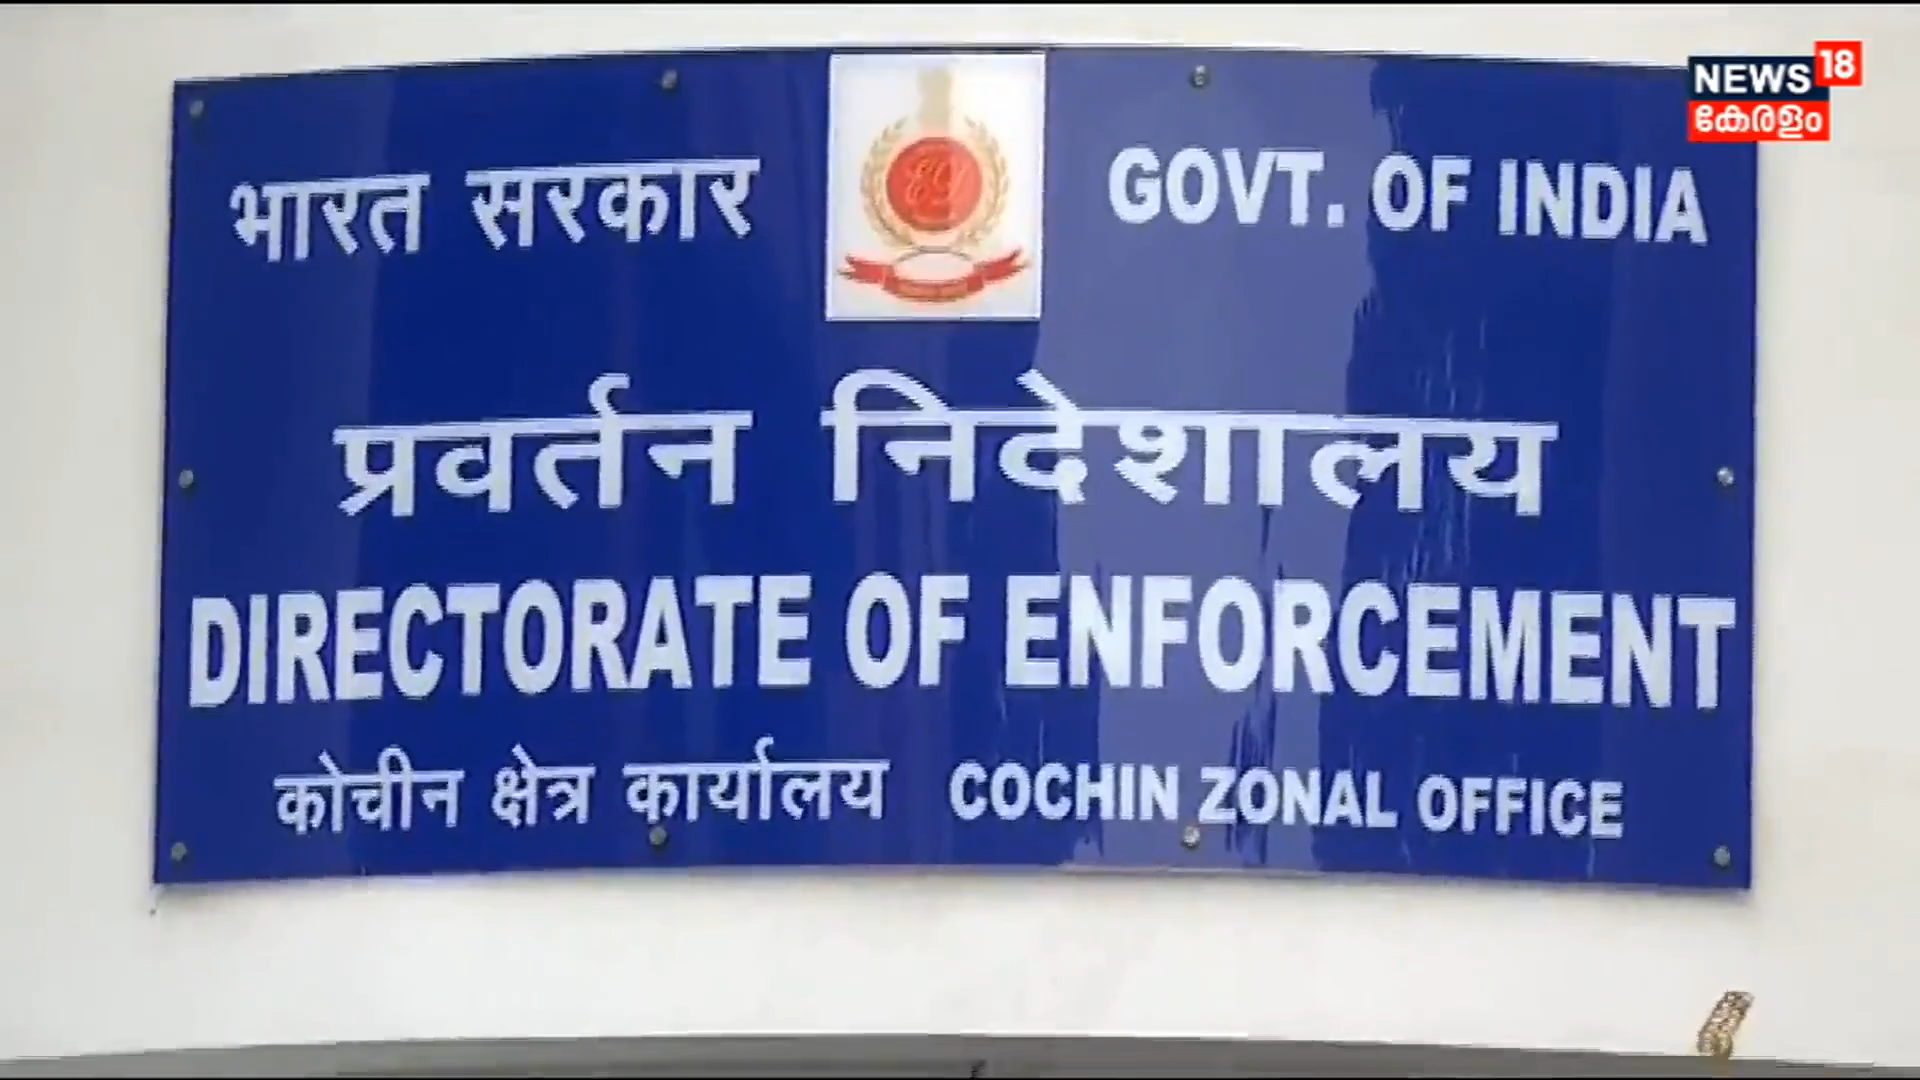 भारत सरकार GOVT. OF INDIA
प्रवर्तन निदेशालय
DIRECTORATE OF ENFORCEMENT
कोचीन क्षेत्र कार्यालय COCHIN ZONAL OFFICE
NEWS 18
കേരളം